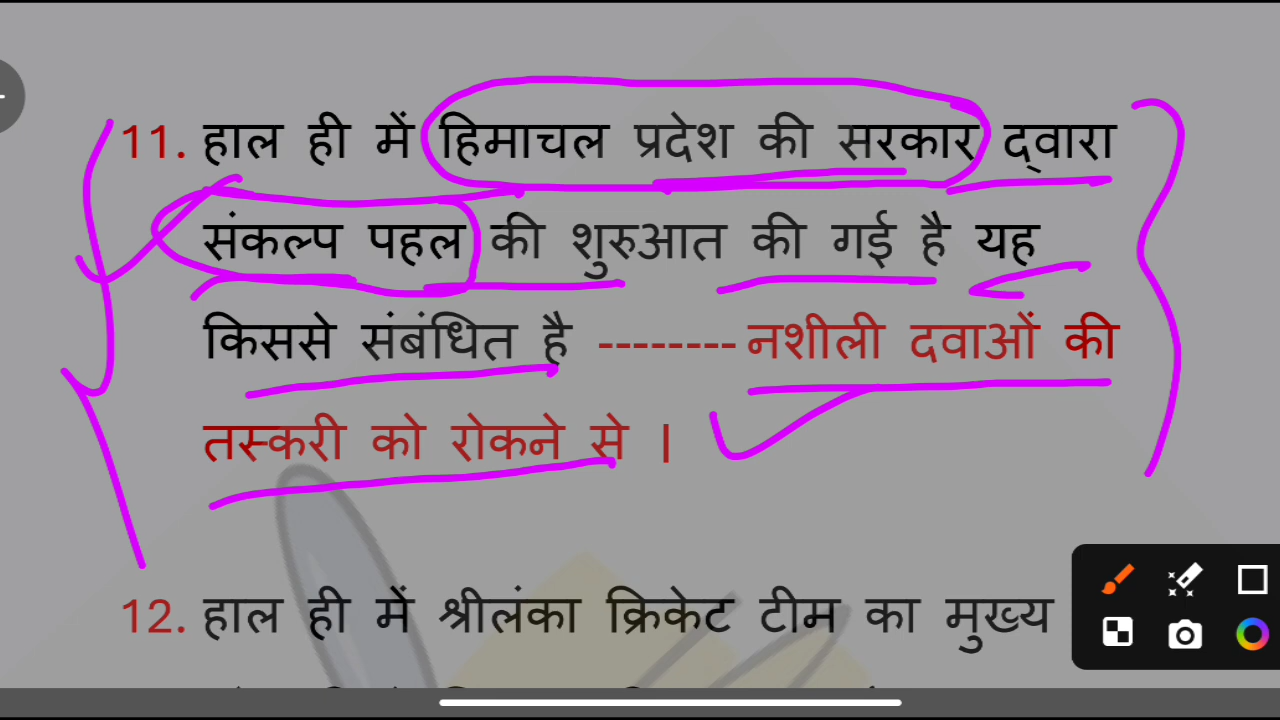 11. हाल ही में हिमाचल प्रदेश की सरकार द्वारा
संकल्प पहल की शुरुआत की गई है यह
किससे संबंधित है -------- नशीली दवाओं की
तस्करी को रोकने से |
12. हाल ही में श्रीलंका क्रिकेट टीम का मुख्य